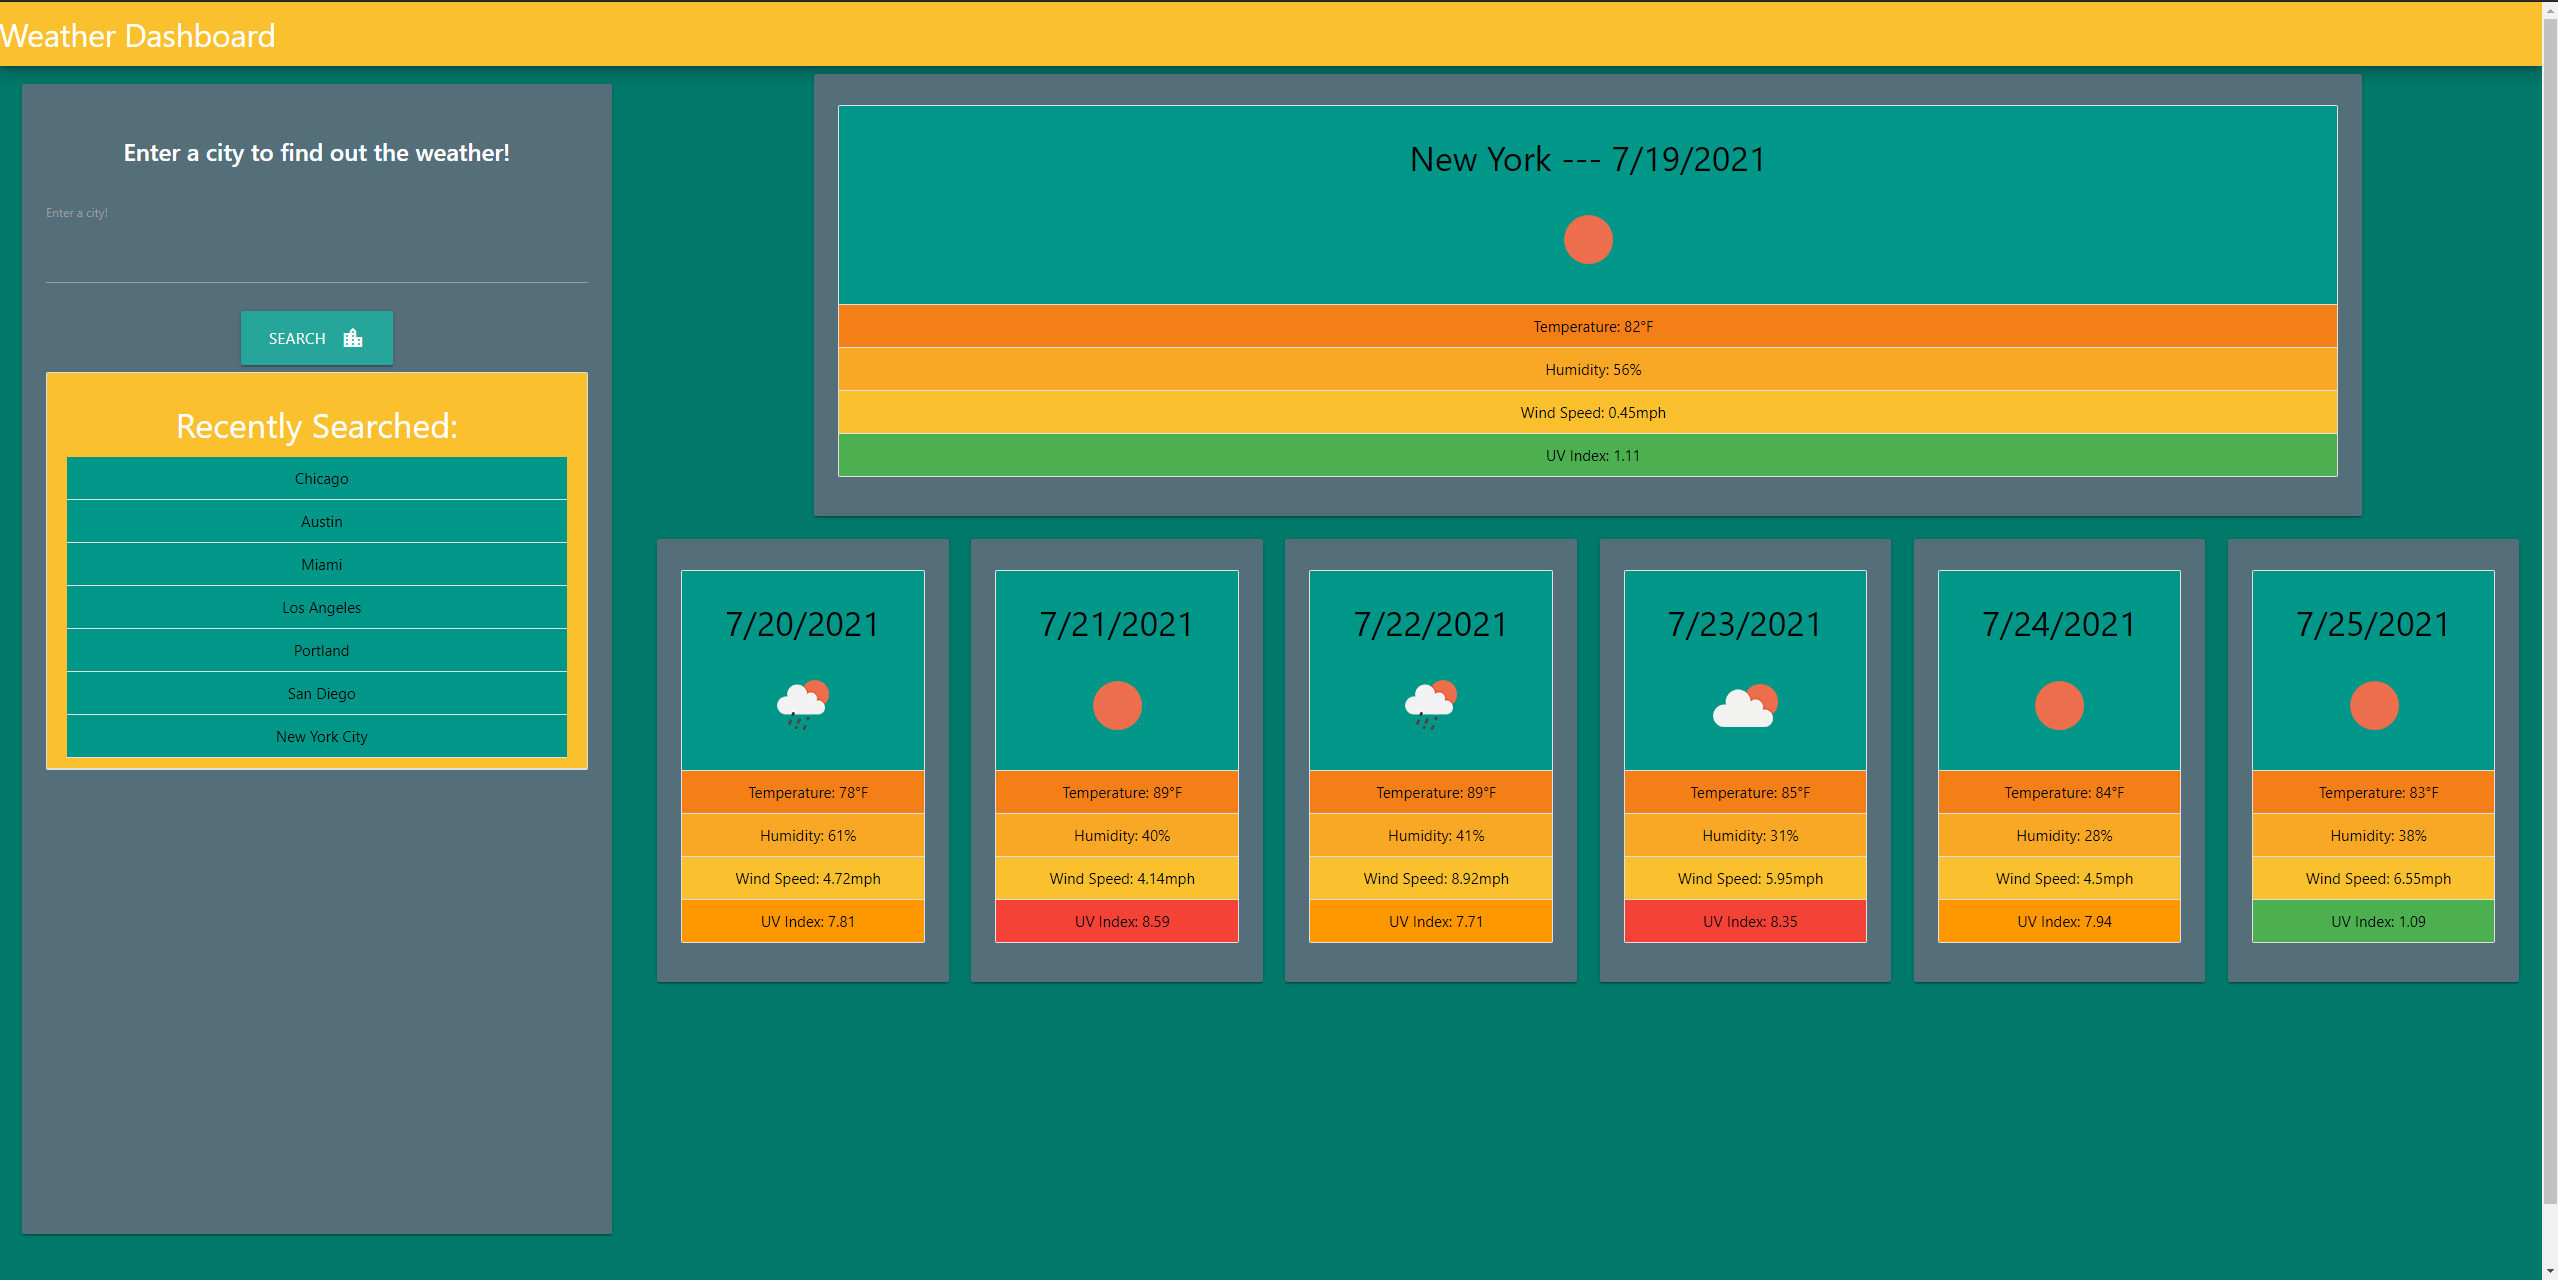 Weather Dashboard
Enter a city to find out the weather!
Enter a city!
SEARCH
Recently Searched:
Chicago
Austin
Miami
Los Angeles
Portland
San Diego
New York City
New York --- 7/19/2021
Temperature: 82°F
Humidity: 56%
Wind Speed: 0.45mph
UV Index: 1.11
7/20/2021
Temperature: 78°F
Humidity: 61%
Wind Speed: 4.72mph
UV Index: 7.81
7/21/2021
Temperature: 89°F
Humidity: 40%
Wind Speed: 4.14mph
UV Index: 8.59
7/22/2021
Temperature: 89°F
Humidity: 41%
Wind Speed: 8.92mph
UV Index: 7.71
7/23/2021
Temperature: 85°F
Humidity: 31%
Wind Speed: 5.95mph
UV Index: 8.35
7/24/2021
Temperature: 84°F
Humidity: 28%
Wind Speed: 4.5mph
UV Index: 7.94
7/25/2021
Temperature: 83°F
Humidity: 38%
Wind Speed: 6.55mph
UV Index: 1.09